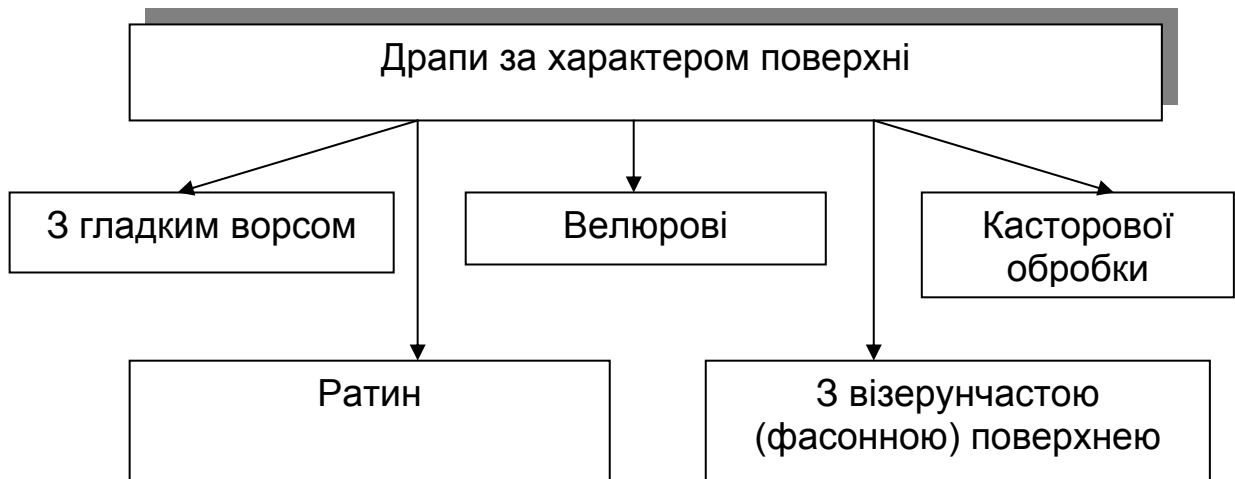 Драпи за характером поверхні
З гладким ворсом
Велюрові
Касторової
обробки
Ратин
З візерунчастою
(фасонною) поверхнею